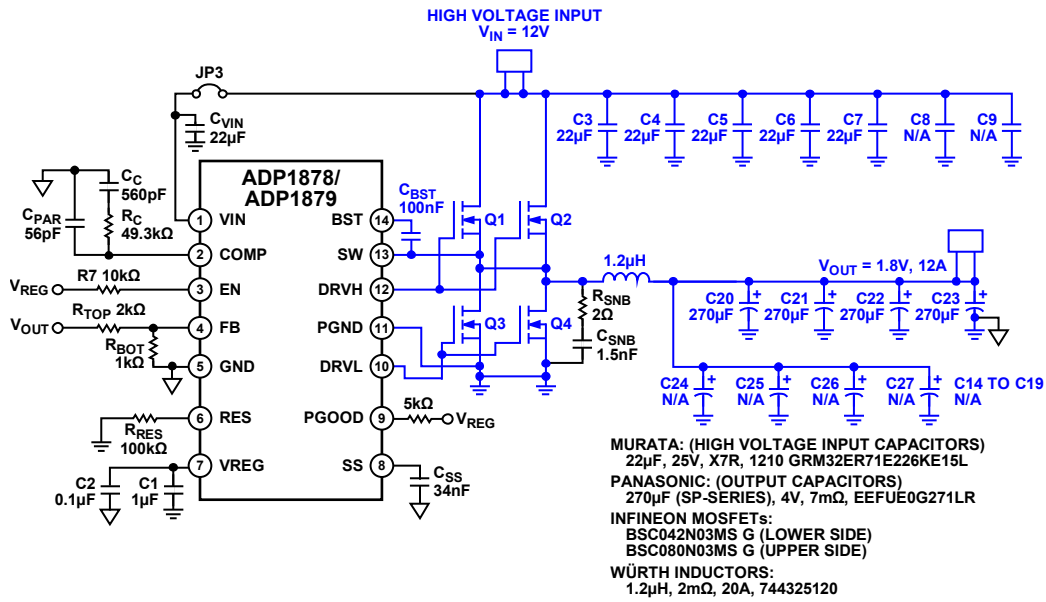 HIGH VOLTAGE INPUT
VIN = 12V
JP3
CVIN
22µF
C3
22µF
C4
22µF
C5
22µF
C6
22µF
C7
22µF
C8
N/A
C9
N/A
CC
560pF
CPAR
56pF
RC
49.3kΩ
ADP1878/
ADP1879
1 VIN
2 COMP
3 EN
4 FB
5 GND
6 RES
7 VREG
BST 14
SW 13
DRVH 12
PGND 11
DRVL 10
PGOOD 9
SS 8
CBST
100nF
Q1
Q2
Q3
Q4
VREG
R7 10kΩ
VOUT
RTOP 2kΩ
RBOT
1kΩ
RRES
100kΩ
C2
0.1µF
C1
1µF
5kΩ
VREG
CSS
34nF
1.2µH
RSNB
2Ω
CSNB
1.5nF
VOUT = 1.8V, 12A
C20
270µF
+
C21
270µF
+
C22
270µF
+
C23
270µF
+
C24
N/A
+
C25
N/A
+
C26
N/A
+
C27
N/A
+
C14 TO C19
N/A
MURATA: (HIGH VOLTAGE INPUT CAPACITORS)
22µF, 25V, X7R, 1210 GRM32ER71E226KE15L
PANASONIC: (OUTPUT CAPACITORS)
270µF (SP-SERIES), 4V, 7mΩ, EEFUE0G271LR
INFINEON MOSFETs:
BSC042N03MS G (LOWER SIDE)
BSC080N03MS G (UPPER SIDE)
WÜRTH INDUCTORS:
1.2µH, 2mΩ, 20A, 744325120